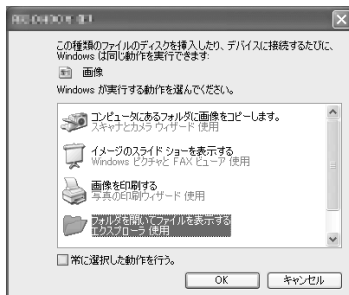 この種類のファイルのディスクを挿入したり、デバイスに接続するたびに、
Windows は同じ動作を実行できます:
画像
Windows が実行する動作を選んでください。
コンピュータにあるフォルダに画像をコピーします。
スキャナとカメラ ウィザード 使用
イメージのスライド ショーを表示する
Windows ピクチャと FAX ビューア 使用
画像を印刷する
写真の印刷ウィザード 使用
フォルダを開いてファイルを表示する
エクスプローラ 使用
常に選択した動作を行う。
OK キャンセル